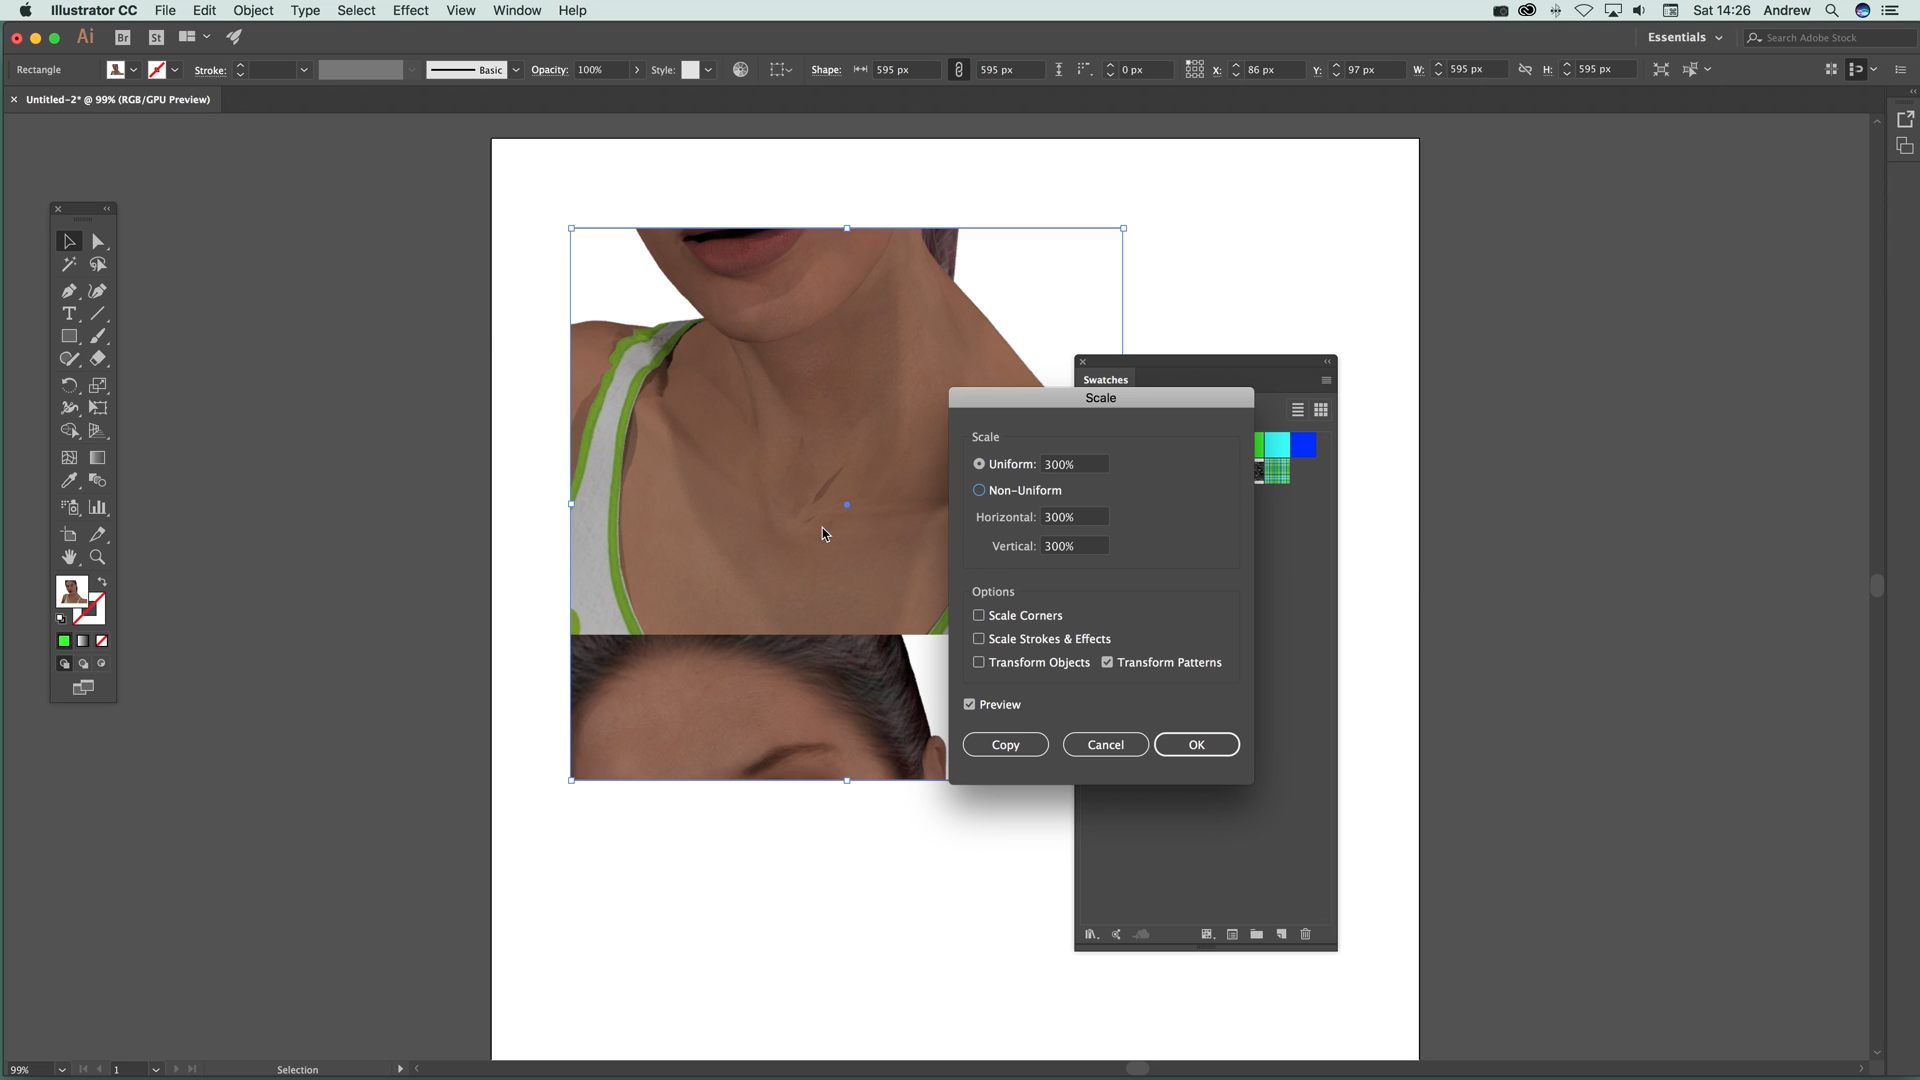 Illustrator CC File Edit Object Type Select Effect View Window Help Sat 14:26 Andrew
Ai Br St Essentials Search Adobe Stock
Rectangle Stroke: Basic Opacity: 100% Style: Shape: 595 px 595 px 0 px X: 86 px Y: 97 px W: 595 px H: 595 px
Untitled-2* @ 99% (RGB/GPU Preview)
Swatches
Scale
Scale
Uniform: 300%
Non-Uniform
Horizontal: 300%
Vertical: 300%
Options
Scale Corners
Scale Strokes & Effects
Transform Objects Transform Patterns
Preview
Copy Cancel OK
99% 1 Selection